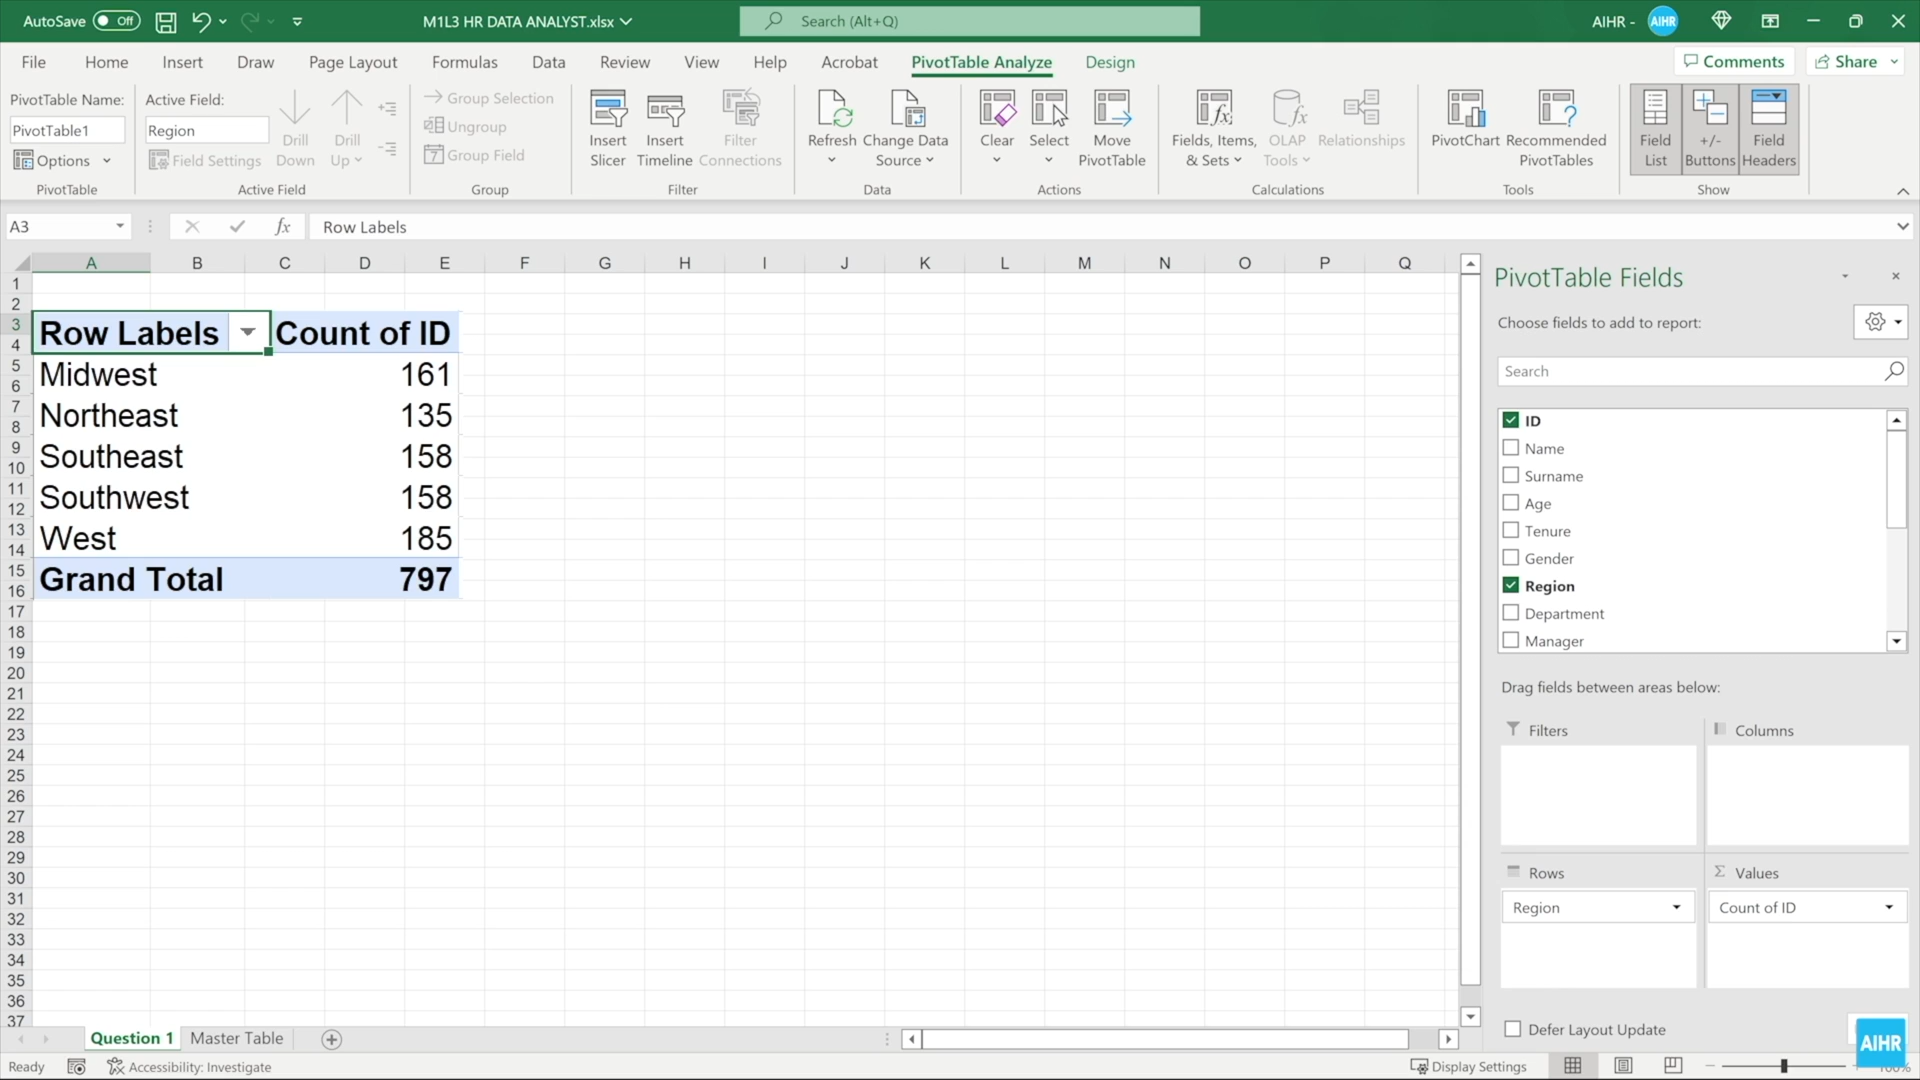 AutoSave Off M1L3 HR DATA ANALYST.xlsx Search (Alt+Q) AIHR - AIHR
File Home Insert Draw Page Layout Formulas Data Review View Help Acrobat PivotTable Analyze Design Comments Share
PivotTable Name:
PivotTable1
Options
PivotTable
Active Field:
Region
Field Settings
Drill Down
Drill Up
Active Field
Group Selection
Ungroup
Group Field
Group
Insert Slicer
Insert Timeline
Filter Connections
Filter
Refresh
Change Data Source
Data
Clear
Select
Move PivotTable
Actions
Fields, Items, & Sets
OLAP Tools
Relationships
Calculations
PivotChart
Recommended PivotTables
Tools
Field List
+/- Buttons
Field Headers
Show
A3 fx Row Labels
A B C D E F G H I J K L M N O P Q
1
2
3
4
5
6
7
8
9
10
11
12
13
14
15
16
17
18
19
20
21
22
23
24
25
26
27
28
29
30
31
32
33
34
35
36
37
Row Labels Count of ID
Midwest 161
Northeast 135
Southeast 158
Southwest 158
West 185
Grand Total 797
PivotTable Fields
Choose fields to add to report:
Search
ID
Name
Surname
Age
Tenure
Gender
Region
Department
Manager
Drag fields between areas below:
Filters Columns
Rows Σ Values
Region Count of ID
Defer Layout Update
AIHR
Question 1 Master Table
Ready Accessibility: Investigate Display Settings 100%